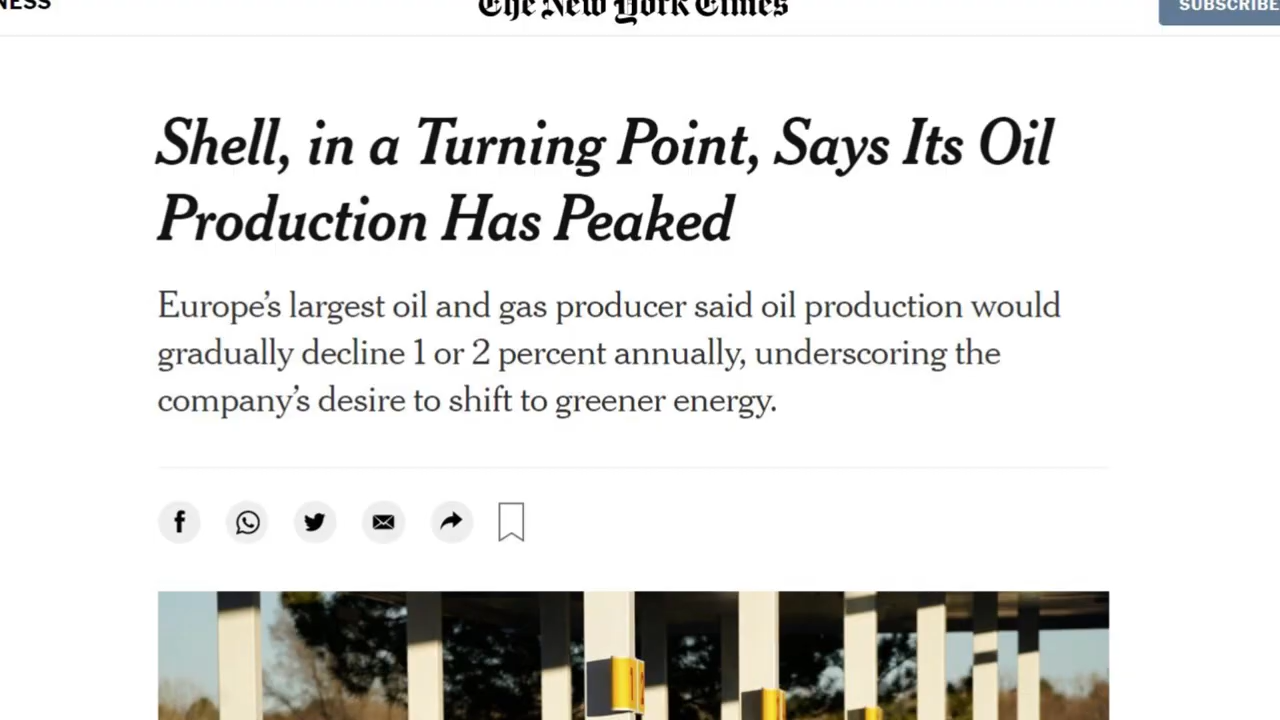 NESS
The New York Times
SUBSCRIBE
Shell, in a Turning Point, Says Its Oil
Production Has Peaked
Europe's largest oil and gas producer said oil production would
gradually decline 1 or 2 percent annually, underscoring the
company's desire to shift to greener energy.